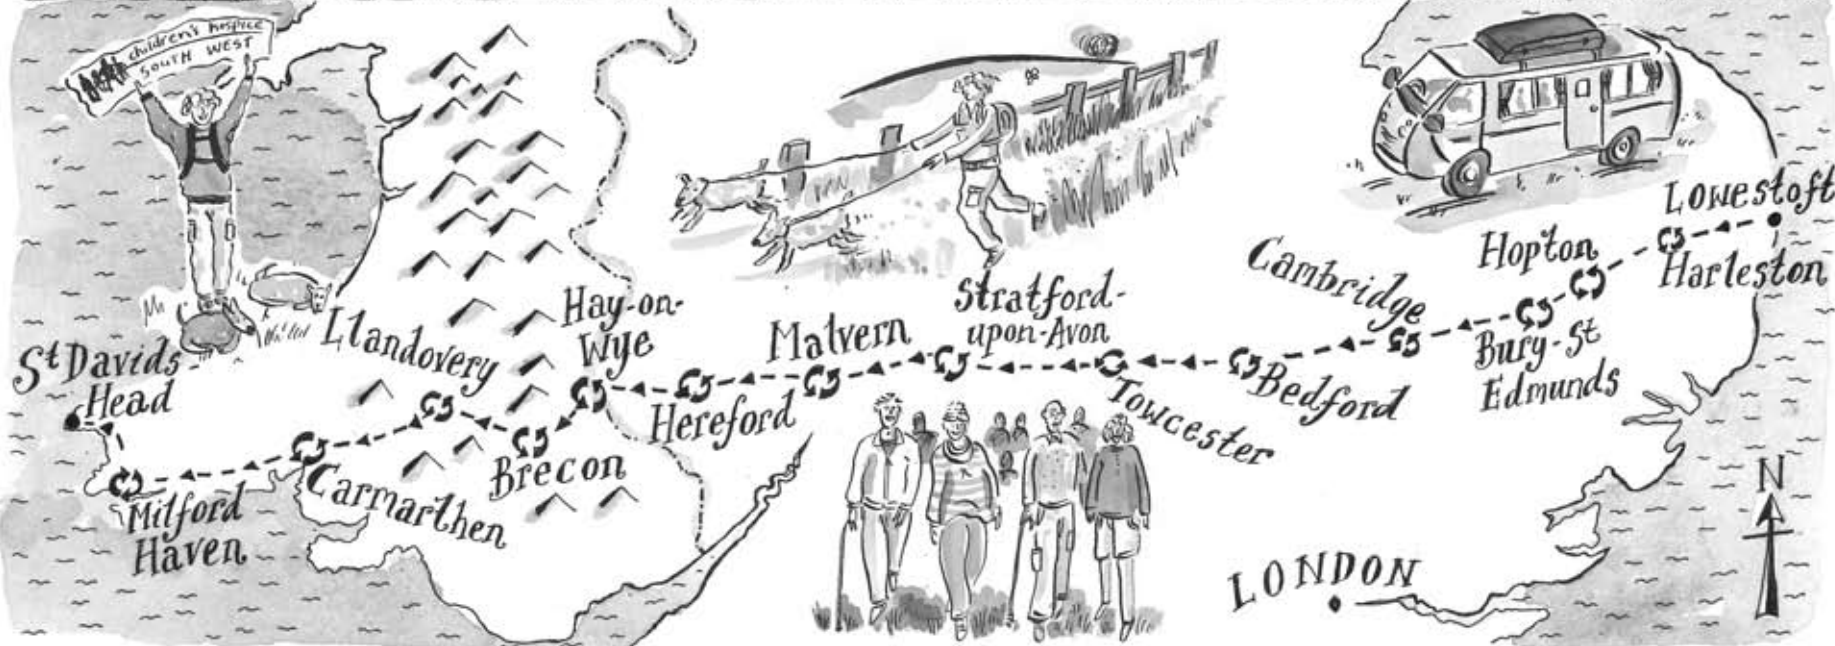 children's hospice
SOUTH WEST
St Davids
Head
Milford
Haven
Carmarthen
Llandovery
Brecon
Hay-on-
Wye
Hereford
Malvern
Stratford-
upon-Avon
Towcester
Bedford
Cambridge
Bury-St
Edmunds
Hopton
Harleston
Lowestoft
LONDON
N